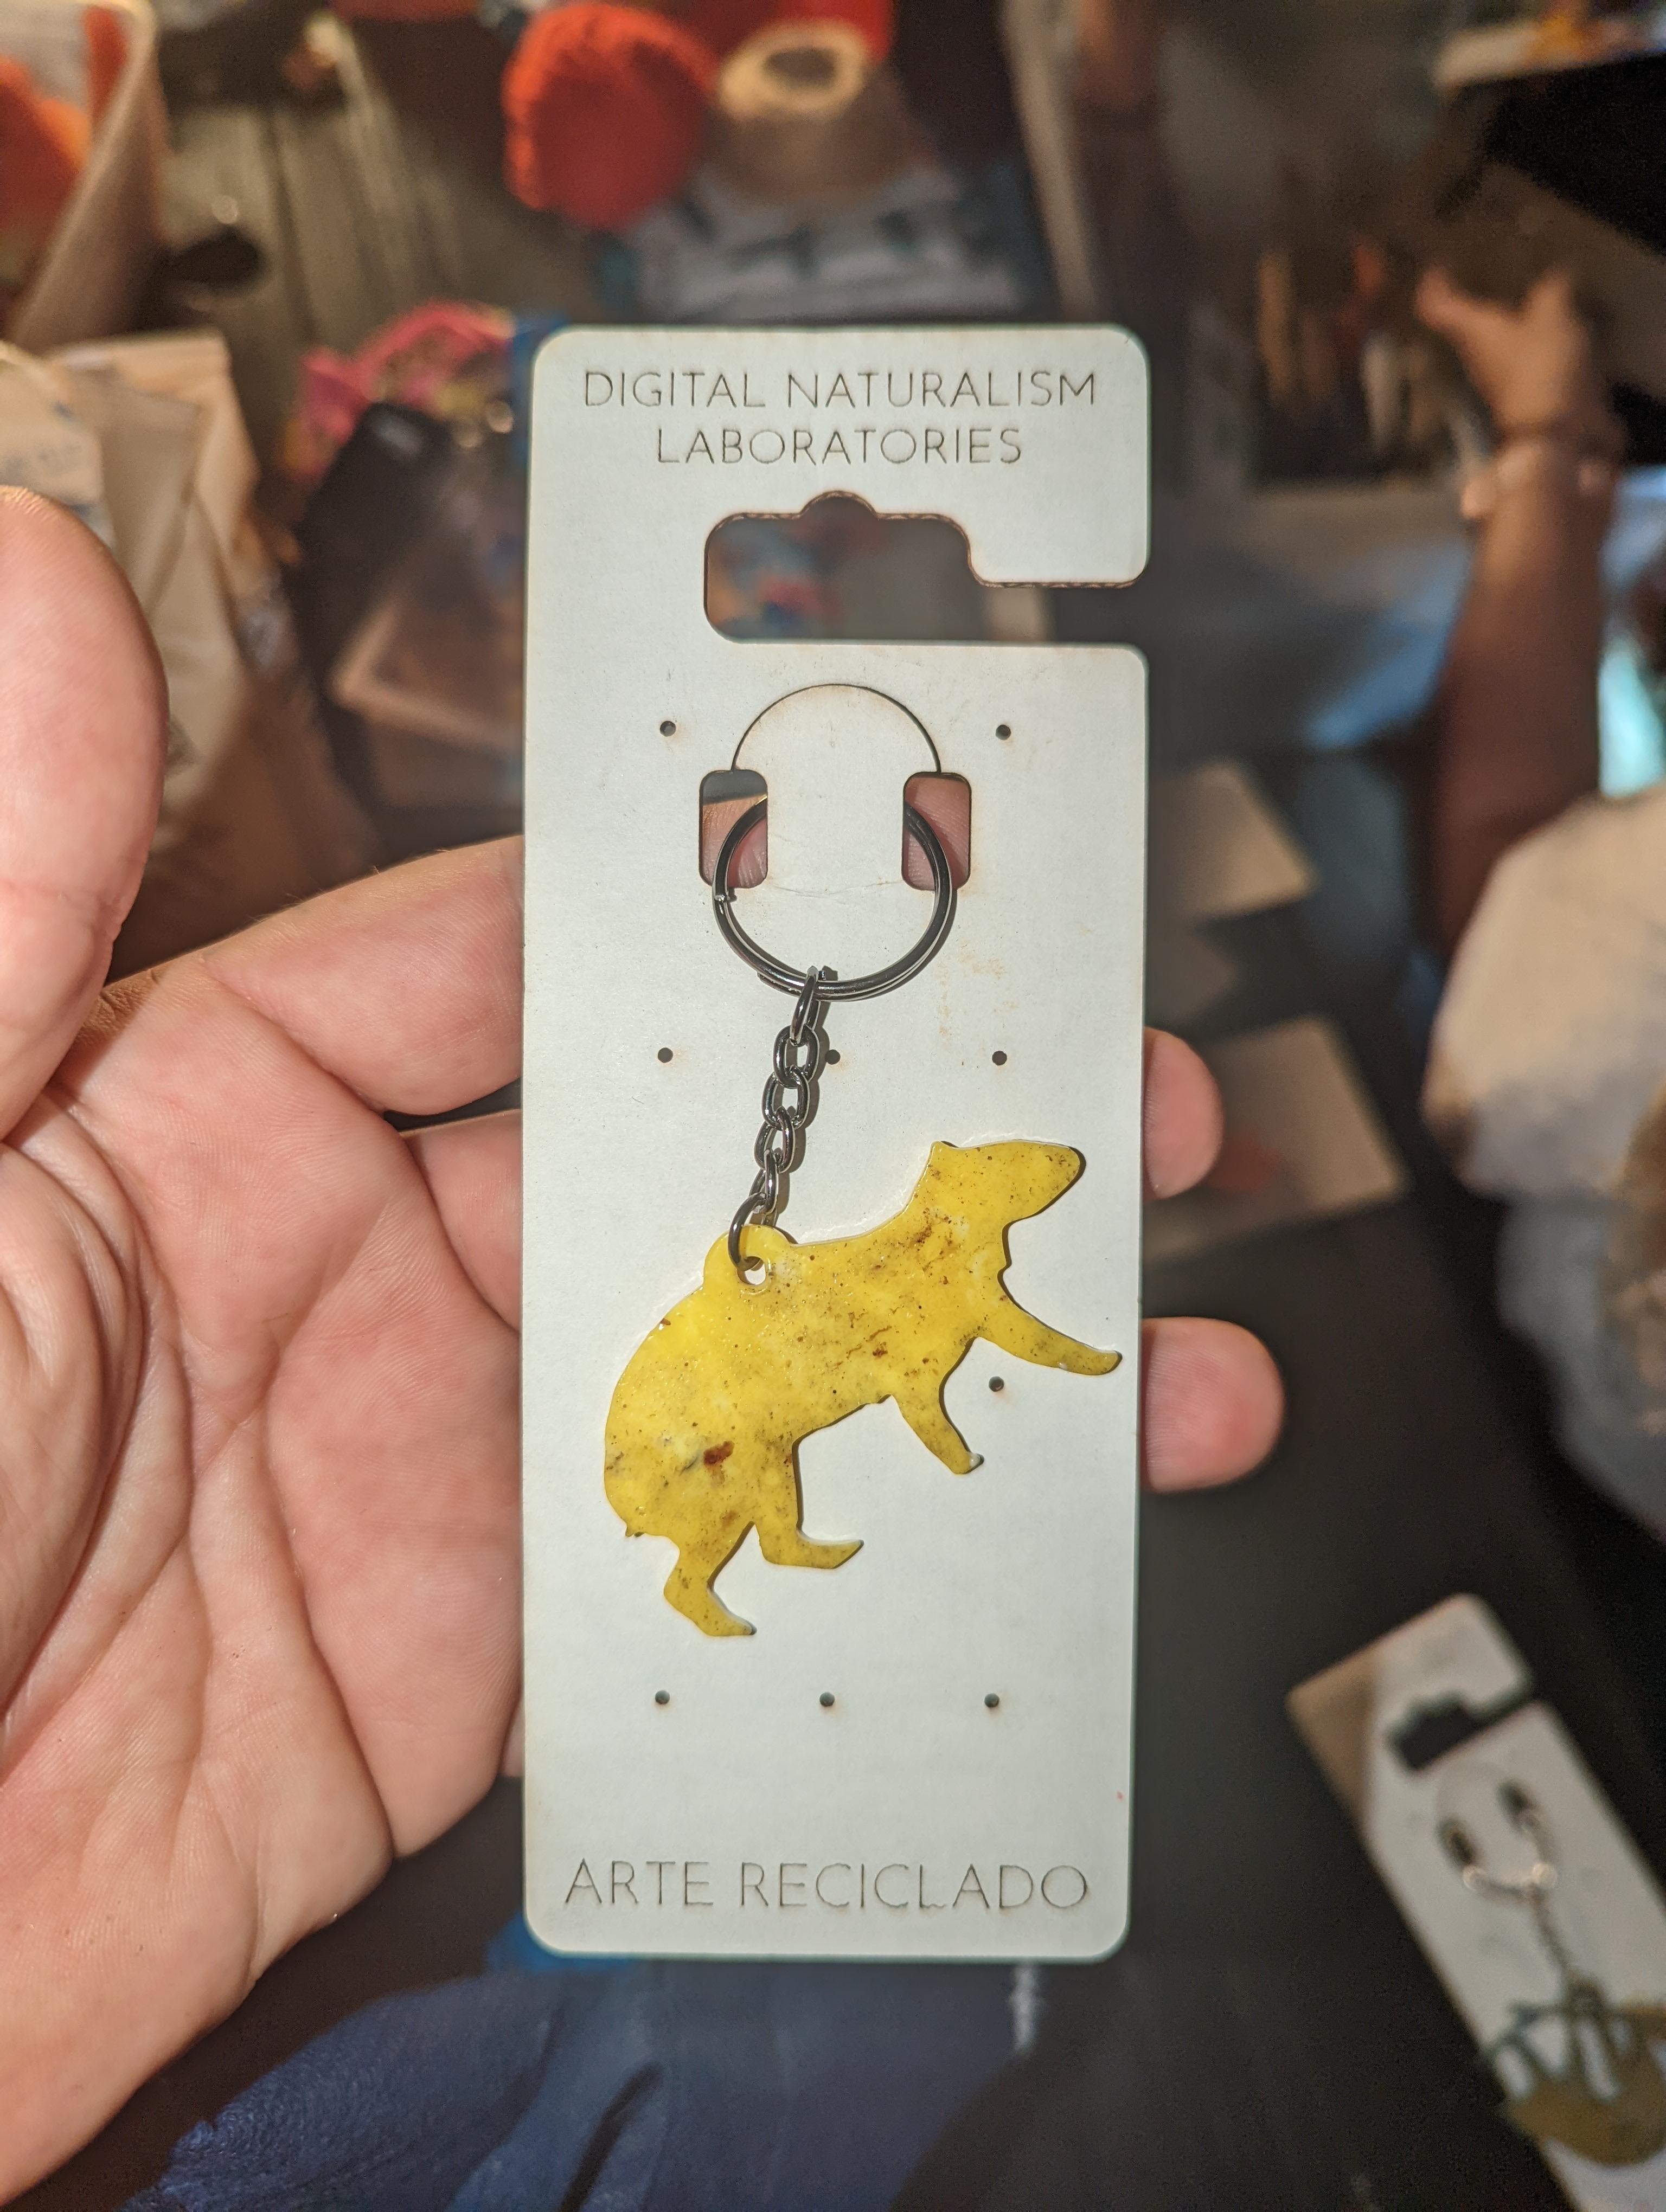 DIGITAL NATURALISM
LABORATORIES
ARTE RECICLADO